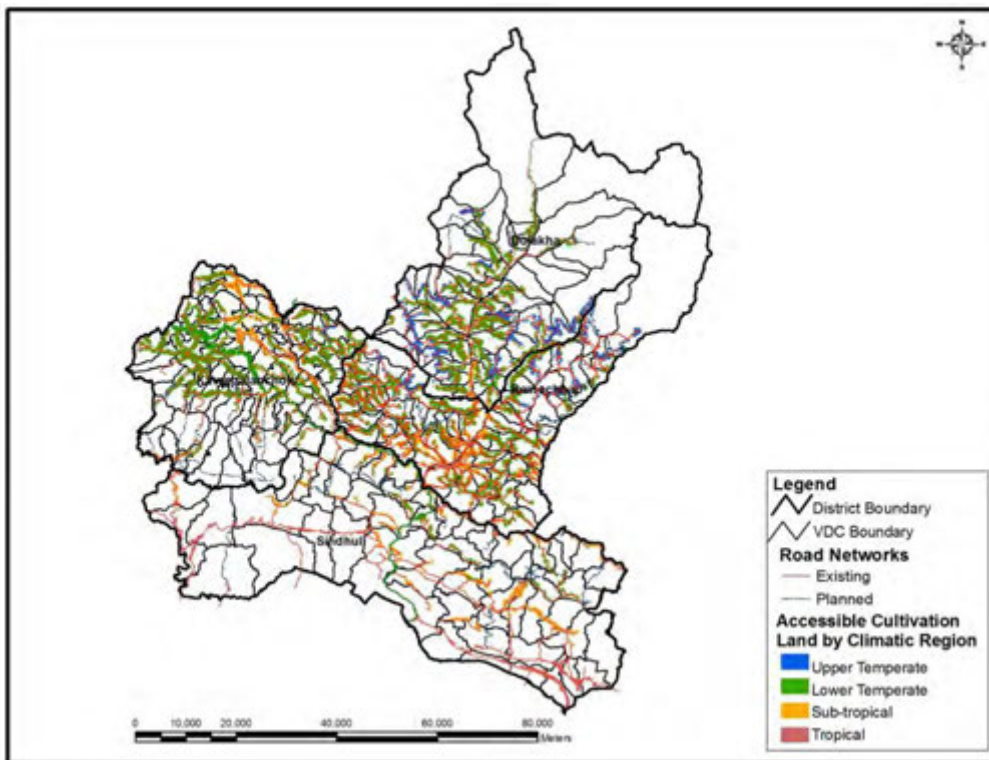 N
W E
S
Dolakha
Ramechhap
Sindhuli
Legend
District Boundary
VDC Boundary
Road Networks
Existing
Planned
Accessible Cultivation
Land by Climatic Region
Upper Temperate
Lower Temperate
Sub-tropical
Tropical
0 10,000 20,000 40,000 60,000 80,000
Meters